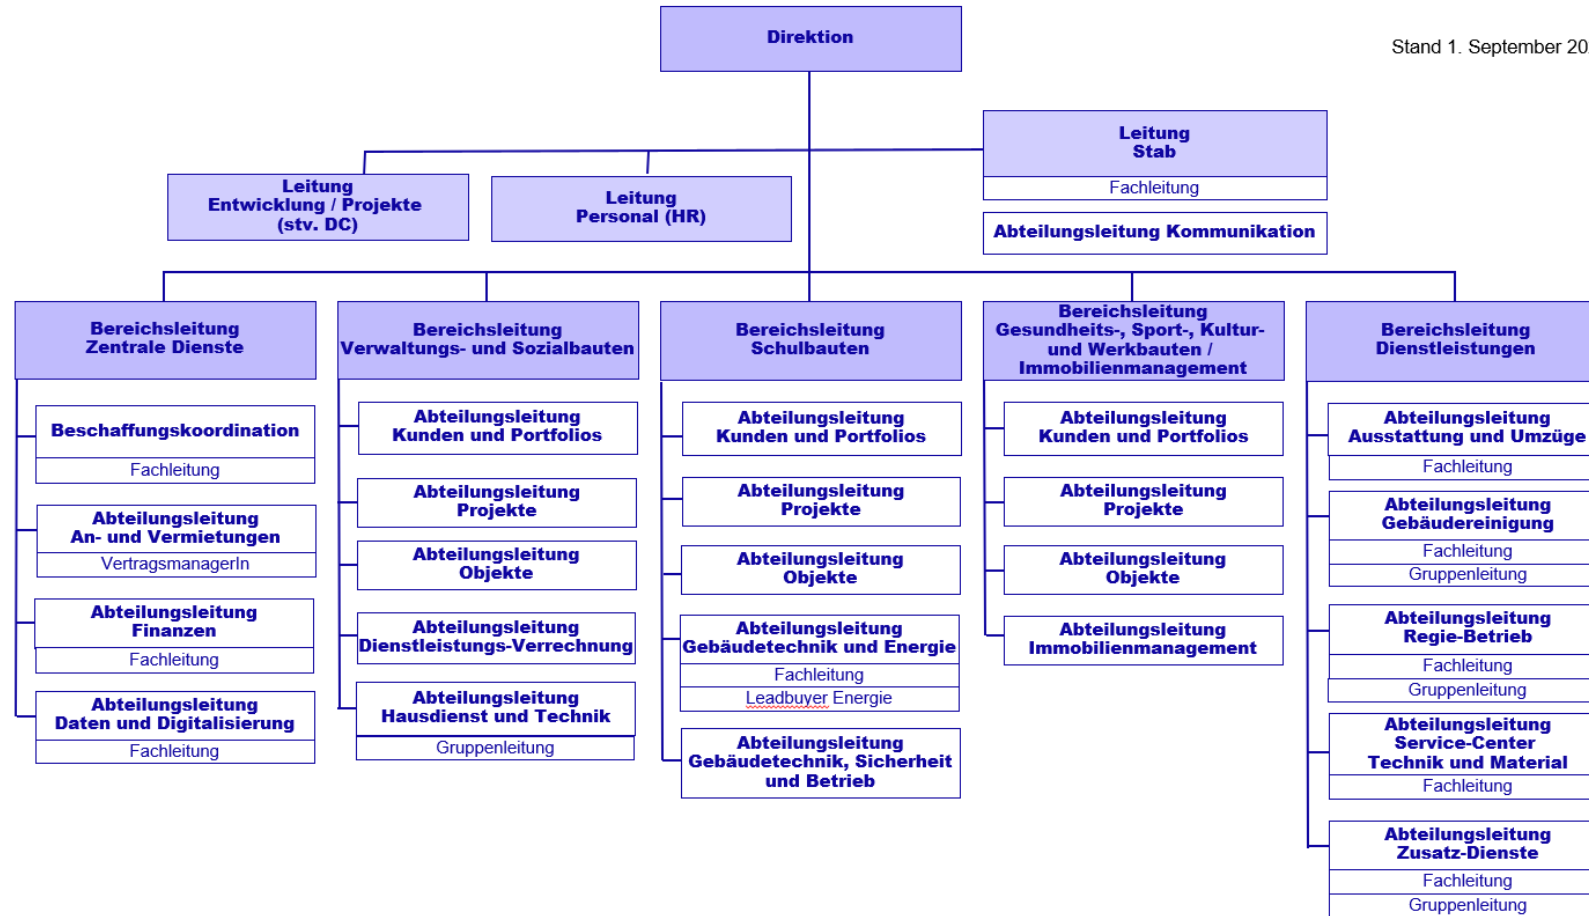 Direktion
Stand 1. September
Leitung
Stab
Fachleitung
Abteilungsleitung Kommunikation
Leitung
Entwicklung / Projekte
(stv. DC)
Leitung
Personal (HR)
Bereichsleitung
Zentrale Dienste
Beschaffungskoordination
Fachleitung
Abteilungsleitung
An- und Vermietungen
VertragsmanagerIn
Abteilungsleitung
Finanzen
Fachleitung
Abteilungsleitung
Daten und Digitalisierung
Fachleitung
Bereichsleitung
Verwaltungs- und Sozialbauten
Abteilungsleitung
Kunden und Portfolios
Abteilungsleitung
Projekte
Abteilungsleitung
Objekte
Abteilungsleitung
Dienstleistungs-Verrechnung
Abteilungsleitung
Hausdienst und Technik
Gruppenleitung
Bereichsleitung
Schulbauten
Abteilungsleitung
Kunden und Portfolios
Abteilungsleitung
Projekte
Abteilungsleitung
Objekte
Abteilungsleitung
Gebäudetechnik und Energie
Fachleitung
Leadbuyer Energie
Abteilungsleitung
Gebäudetechnik, Sicherheit
und Betrieb
Bereichsleitung
Gesundheits-, Sport-, Kultur-
und Werkbauten /
Immobilienmanagement
Abteilungsleitung
Kunden und Portfolios
Abteilungsleitung
Projekte
Abteilungsleitung
Objekte
Abteilungsleitung
Immobilienmanagement
Bereichsleitung
Dienstleistungen
Abteilungsleitung
Ausstattung und Umzüge
Fachleitung
Abteilungsleitung
Gebäudereinigung
Fachleitung
Gruppenleitung
Abteilungsleitung
Regie-Betrieb
Fachleitung
Gruppenleitung
Abteilungsleitung
Service-Center
Technik und Material
Fachleitung
Abteilungsleitung
Zusatz-Dienste
Fachleitung
Gruppenleitung